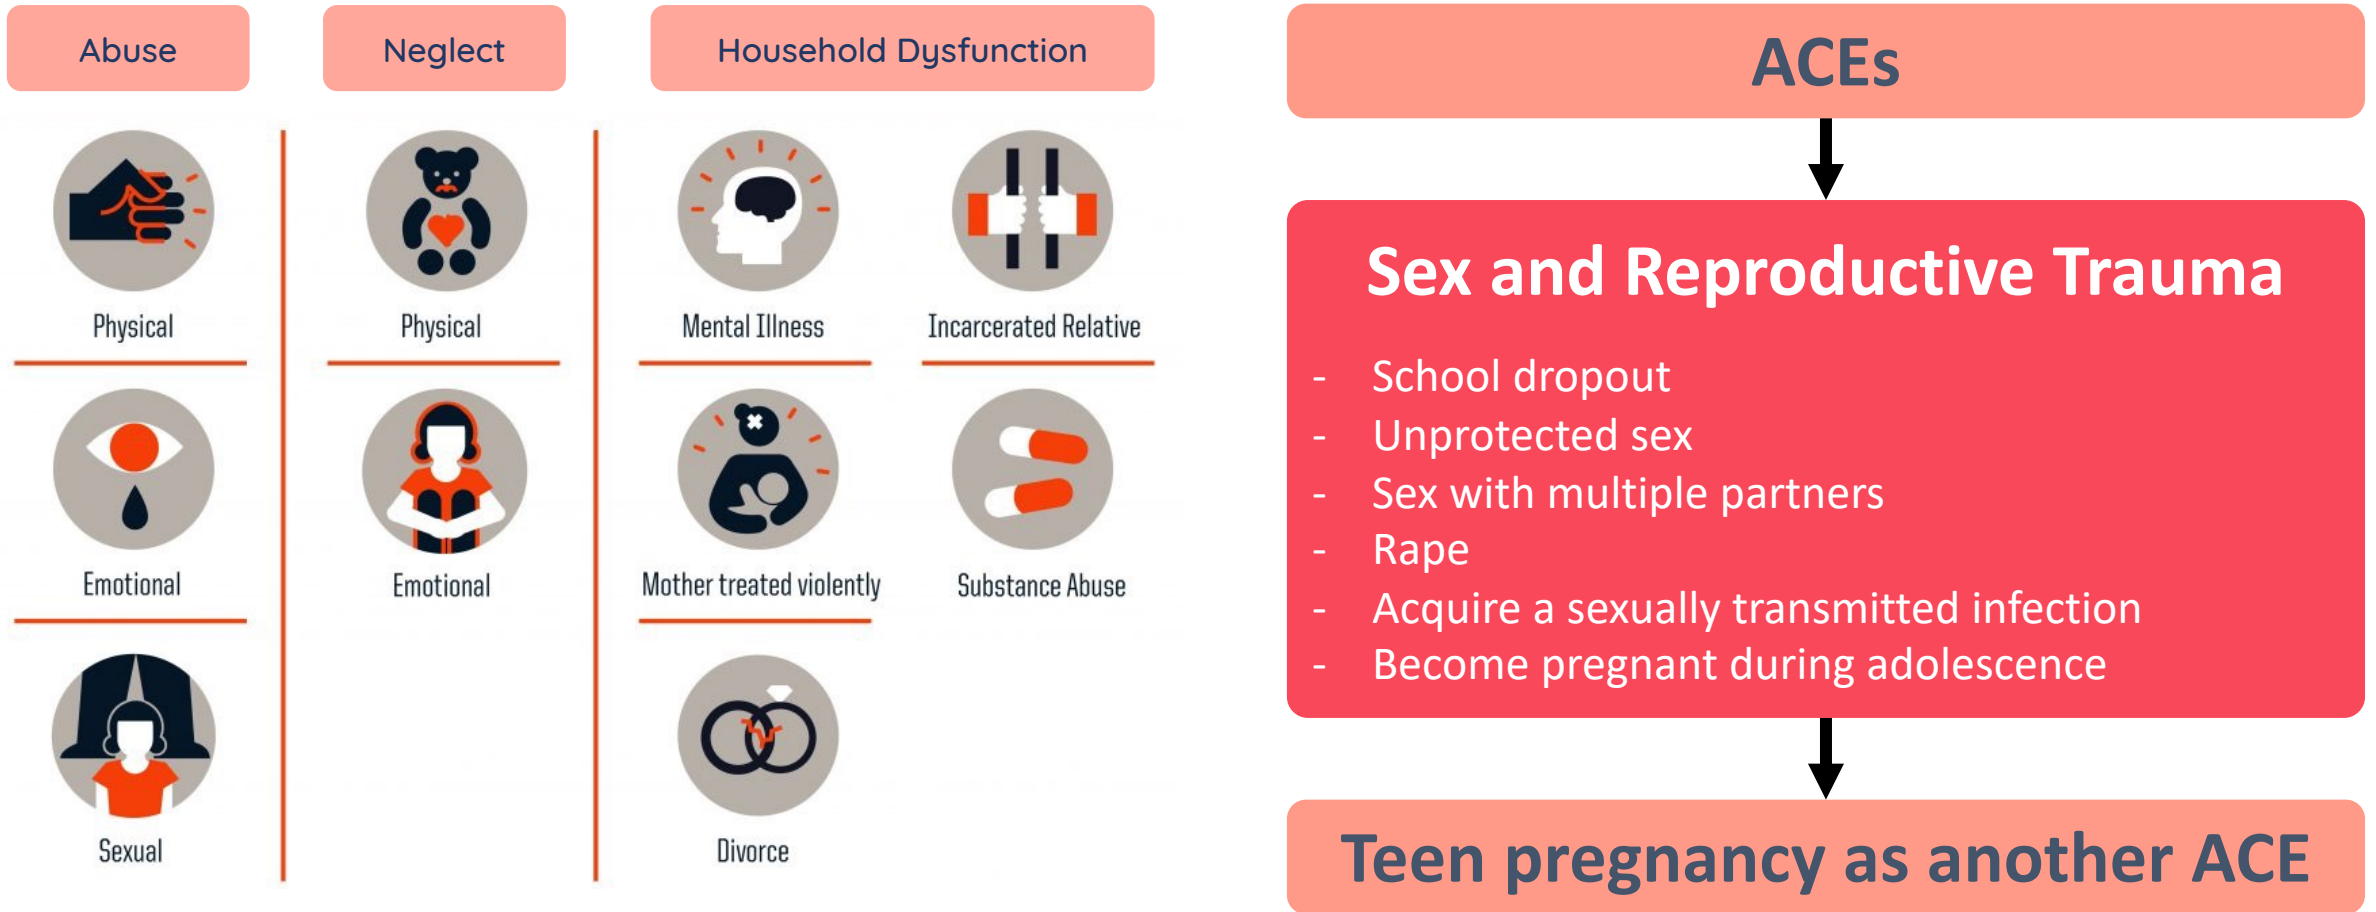 Abuse
Neglect
Household Dysfunction
Physical
Physical
Mental Illness
Incarcerated Relative
Emotional
Emotional
Mother treated violently
Substance Abuse
Sexual
Divorce
ACEs
Sex and Reproductive Trauma
- School dropout
- Unprotected sex
- Sex with multiple partners
- Rape
- Acquire a sexually transmitted infection
- Become pregnant during adolescence
Teen pregnancy as another ACE